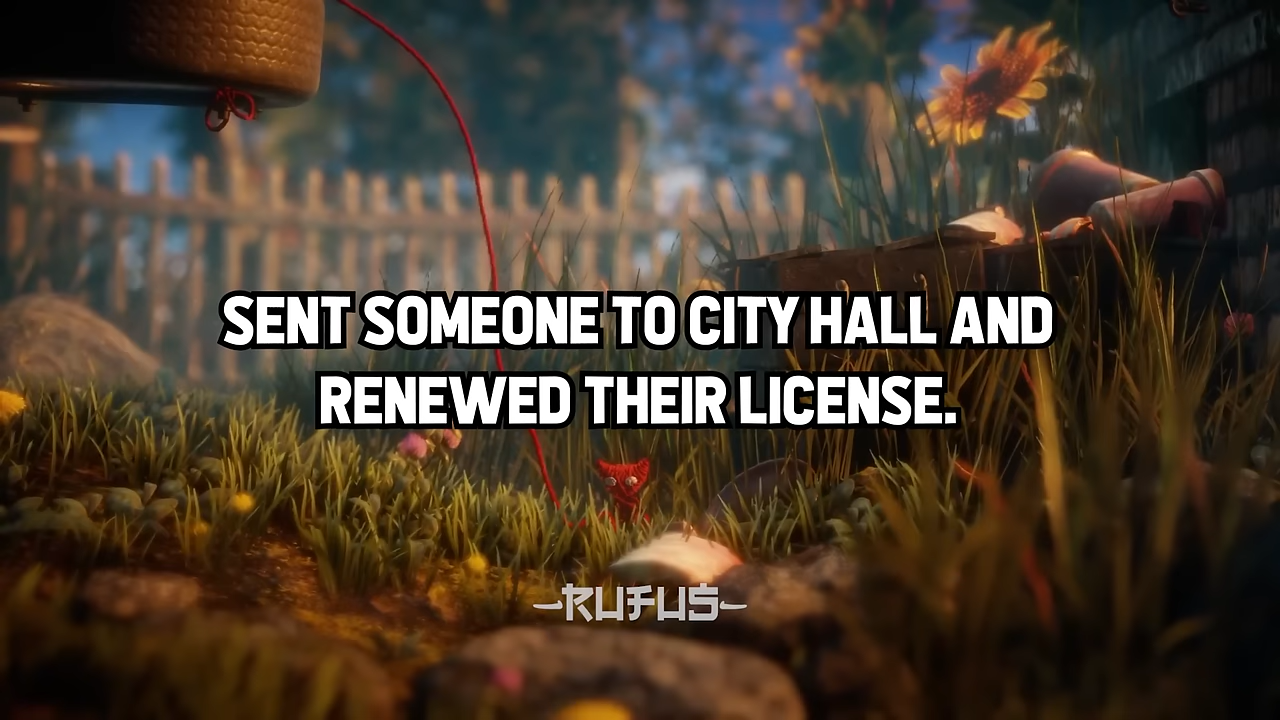 SENT SOMEONE TO CITY HALL AND
RENEWED THEIR LICENSE.
-RUFUS-